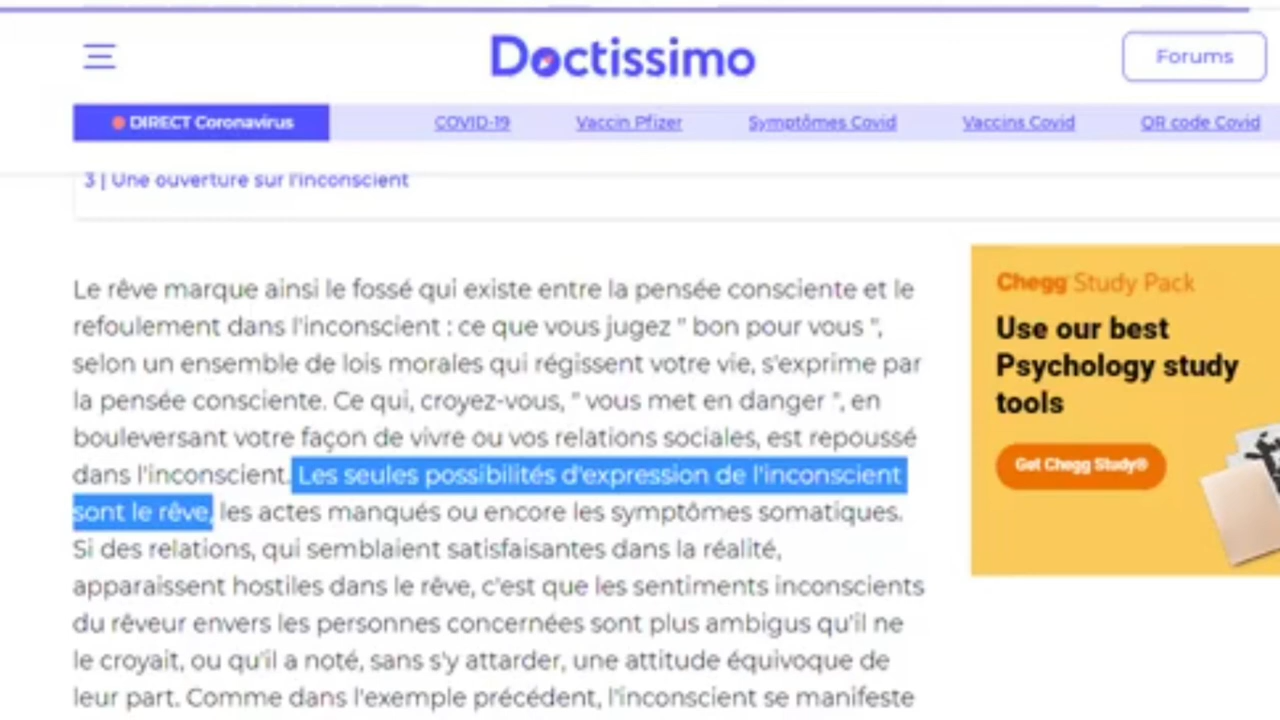 Doctissimo
Forums
DIRECT Coronavirus
COVID-19
Vaccin Pfizer
Symptômes Covid
Vaccins Covid
QR code Covid
3 | Une ouverture sur l'inconscient
Le rêve marque ainsi le fossé qui existe entre la pensée consciente et le
refoulement dans l'inconscient : ce que vous jugez " bon pour vous ",
selon un ensemble de lois morales qui régissent votre vie, s'exprime par
la pensée consciente. Ce qui, croyez-vous, " vous met en danger ", en
bouleversant votre façon de vivre ou vos relations sociales, est repoussé
dans l'inconscient. Les seules possibilités d'expression de l'inconscient
sont le rêve, les actes manqués ou encore les symptômes somatiques.
Si des relations, qui semblaient satisfaisantes dans la réalité,
apparaissent hostiles dans le rêve, c'est que les sentiments inconscients
du rêveur envers les personnes concernées sont plus ambigus qu'il ne
le croyait, ou qu'il a noté, sans s'y attarder, une attitude équivoque de
leur part. Comme dans l'exemple précédent, l'inconscient se manifeste
Chegg Study Pack
Use our best
Psychology study
tools
Get Chegg Study®